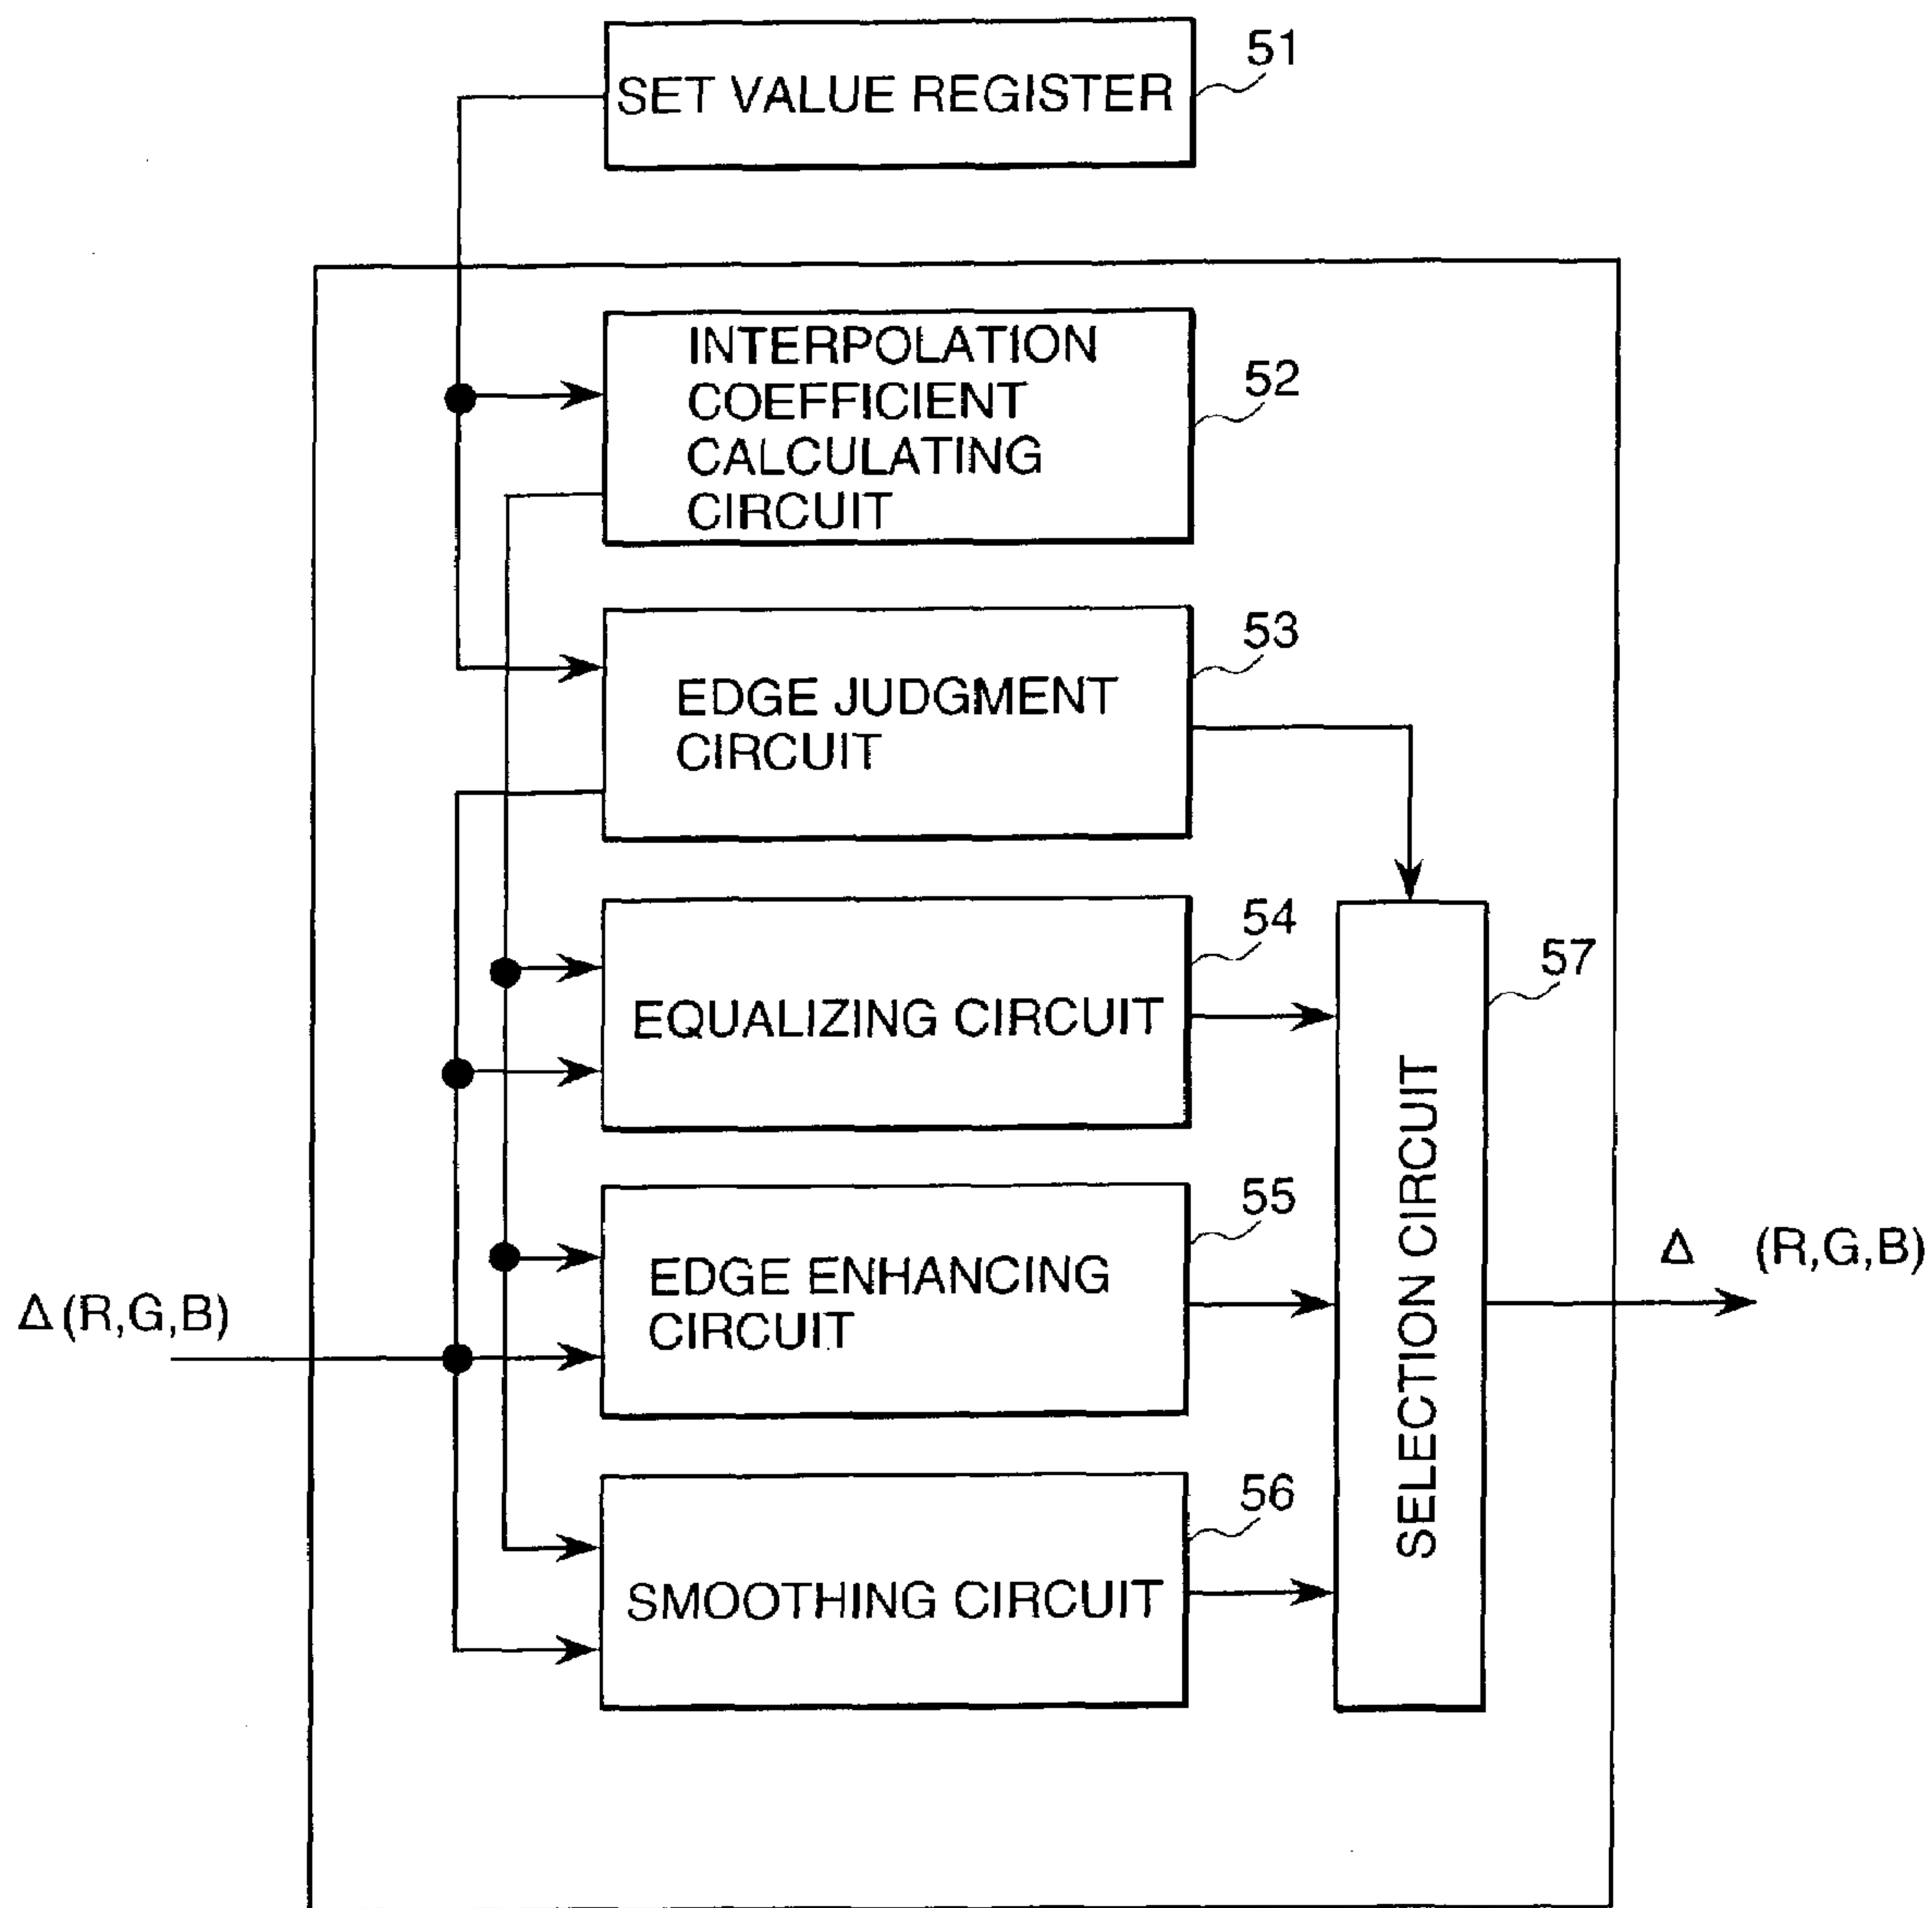 SET VALUE REGISTER
51
INTERPOLATION
COEFFICIENT
CALCULATING
CIRCUIT
52
EDGE JUDGMENT
CIRCUIT
53
EQUALIZING CIRCUIT
54
SELECTION CIRCUIT
57
EDGE ENHANCING
CIRCUIT
55
Δ(R,G,B)
Δ (R,G,B)
SMOOTHING CIRCUIT
56